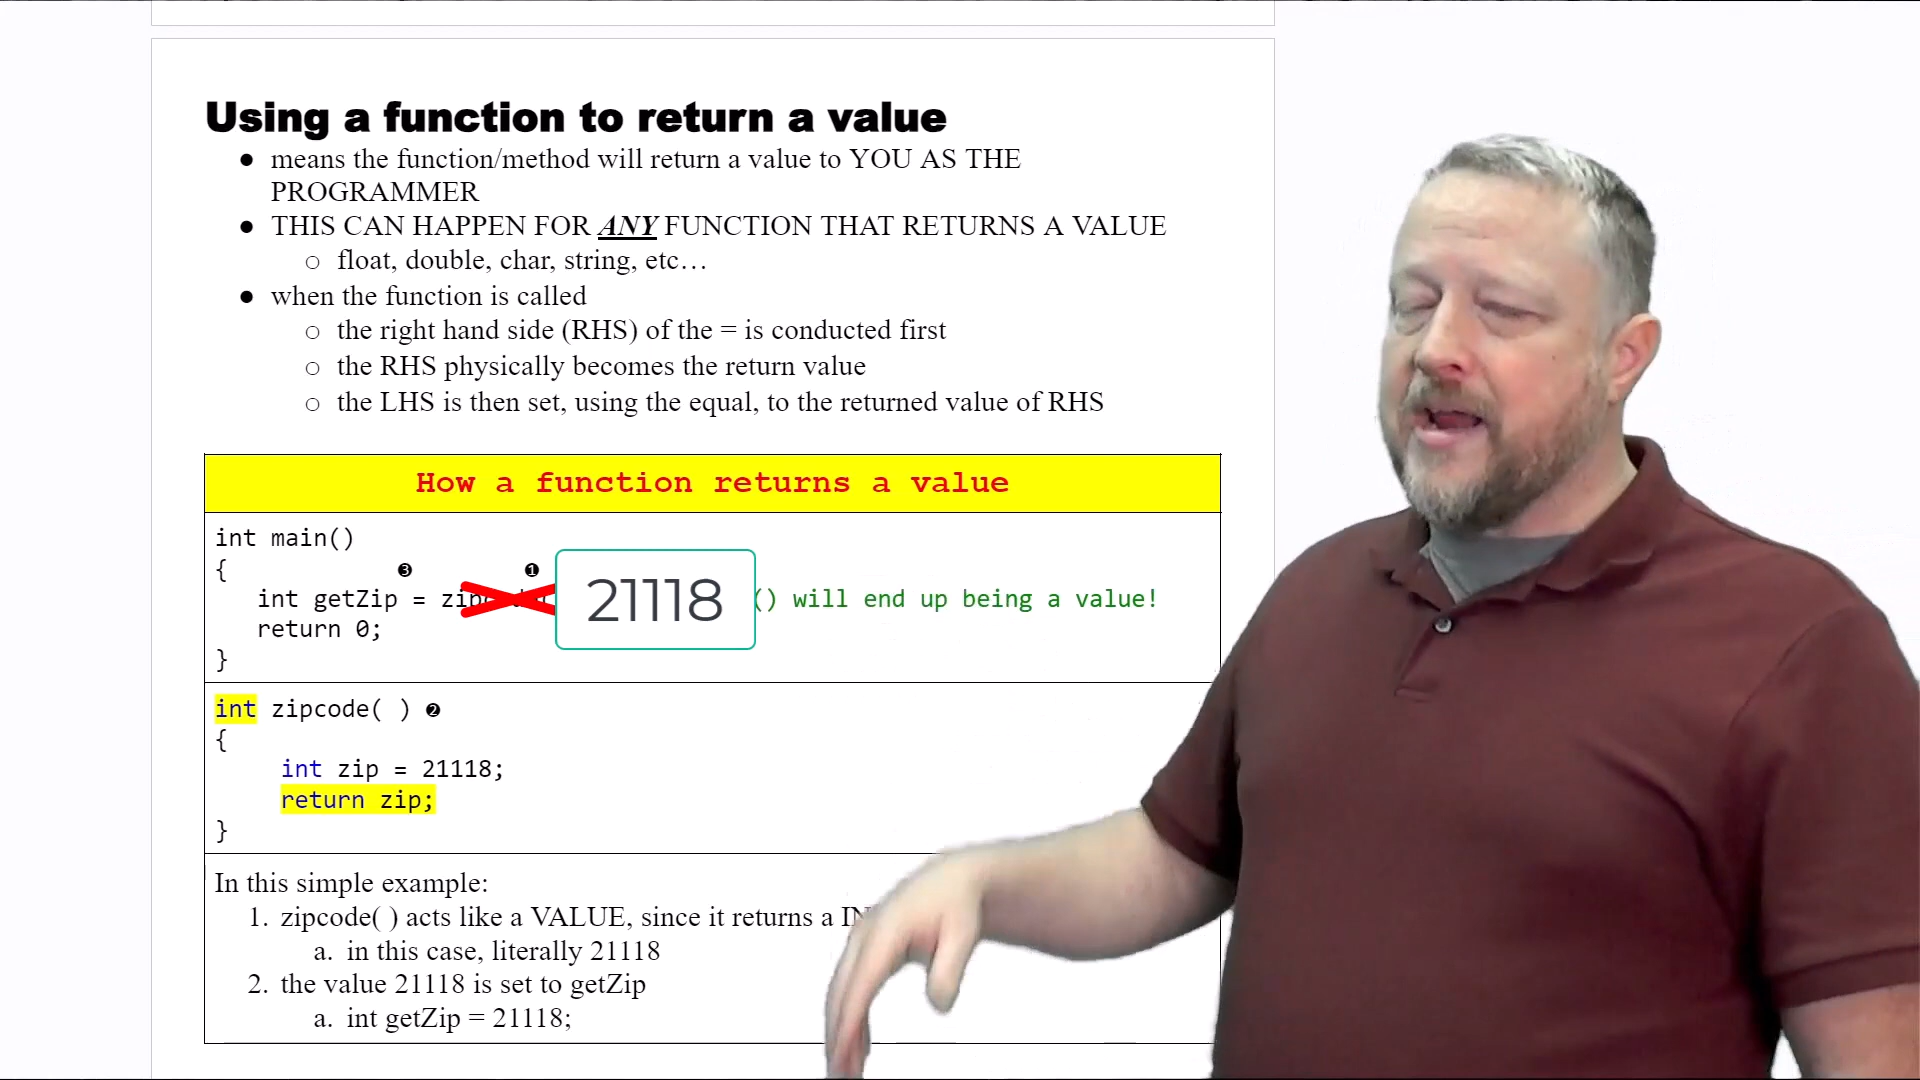 Using a function to return a value
● means the function/method will return a value to YOU AS THE
PROGRAMMER
● THIS CAN HAPPEN FOR ANY FUNCTION THAT RETURNS A VALUE
○ float, double, char, string, etc…
● when the function is called
○ the right hand side (RHS) of the = is conducted first
○ the RHS physically becomes the return value
○ the LHS is then set, using the equal, to the returned value of RHS
How a function returns a value
int main()
{ ❸ ❶
int getZip = 21118 () will end up being a value!
return 0;
}
int zipcode( ) ❷
{
int zip = 21118;
return zip;
}
In this simple example:
1. zipcode( ) acts like a VALUE, since it returns a
a. in this case, literally 21118
2. the value 21118 is set to getZip
a. int getZip = 21118;